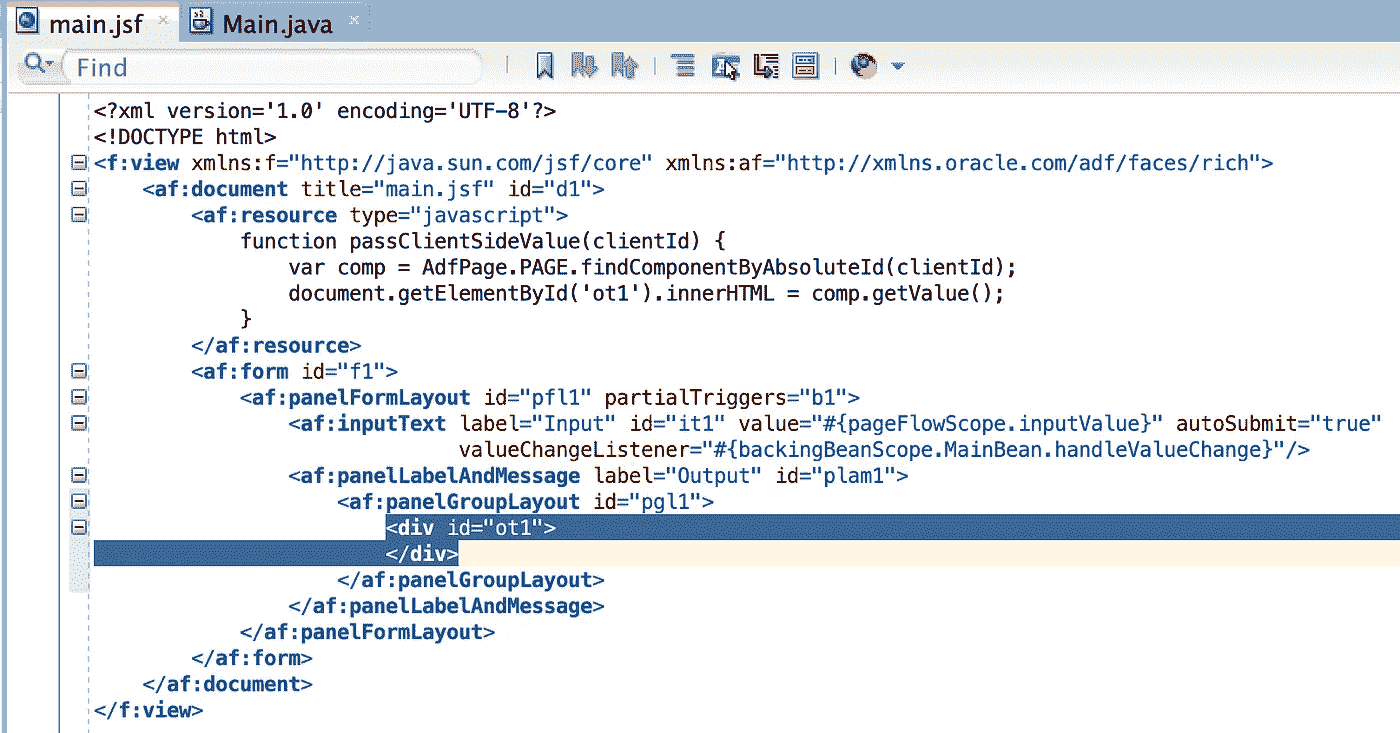 main.jsf Main.java
Find
<?xml version='1.0' encoding='UTF-8'?>
<!DOCTYPE html>
<f:view xmlns:f="http://java.sun.com/jsf/core" xmlns:af="http://xmlns.oracle.com/adf/faces/rich">
<af:document title="main.jsf" id="d1">
<af:resource type="javascript">
function passClientSideValue(clientId) {
var comp = AdfPage.PAGE.findComponentByAbsoluteId(clientId);
document.getElementById('ot1').innerHTML = comp.getValue();
}
</af:resource>
<af:form id="f1">
<af:panelFormLayout id="pfl1" partialTriggers="b1">
<af:inputText label="Input" id="it1" value="#{pageFlowScope.inputValue}" autoSubmit="true"
valueChangeListener="#{backingBeanScope.MainBean.handleValueChange}"/>
<af:panelLabelAndMessage label="Output" id="plam1">
<af:panelGroupLayout id="pgl1">
<div id="ot1">
</div>
</af:panelGroupLayout>
</af:panelLabelAndMessage>
</af:panelFormLayout>
</af:form>
</af:document>
</f:view>